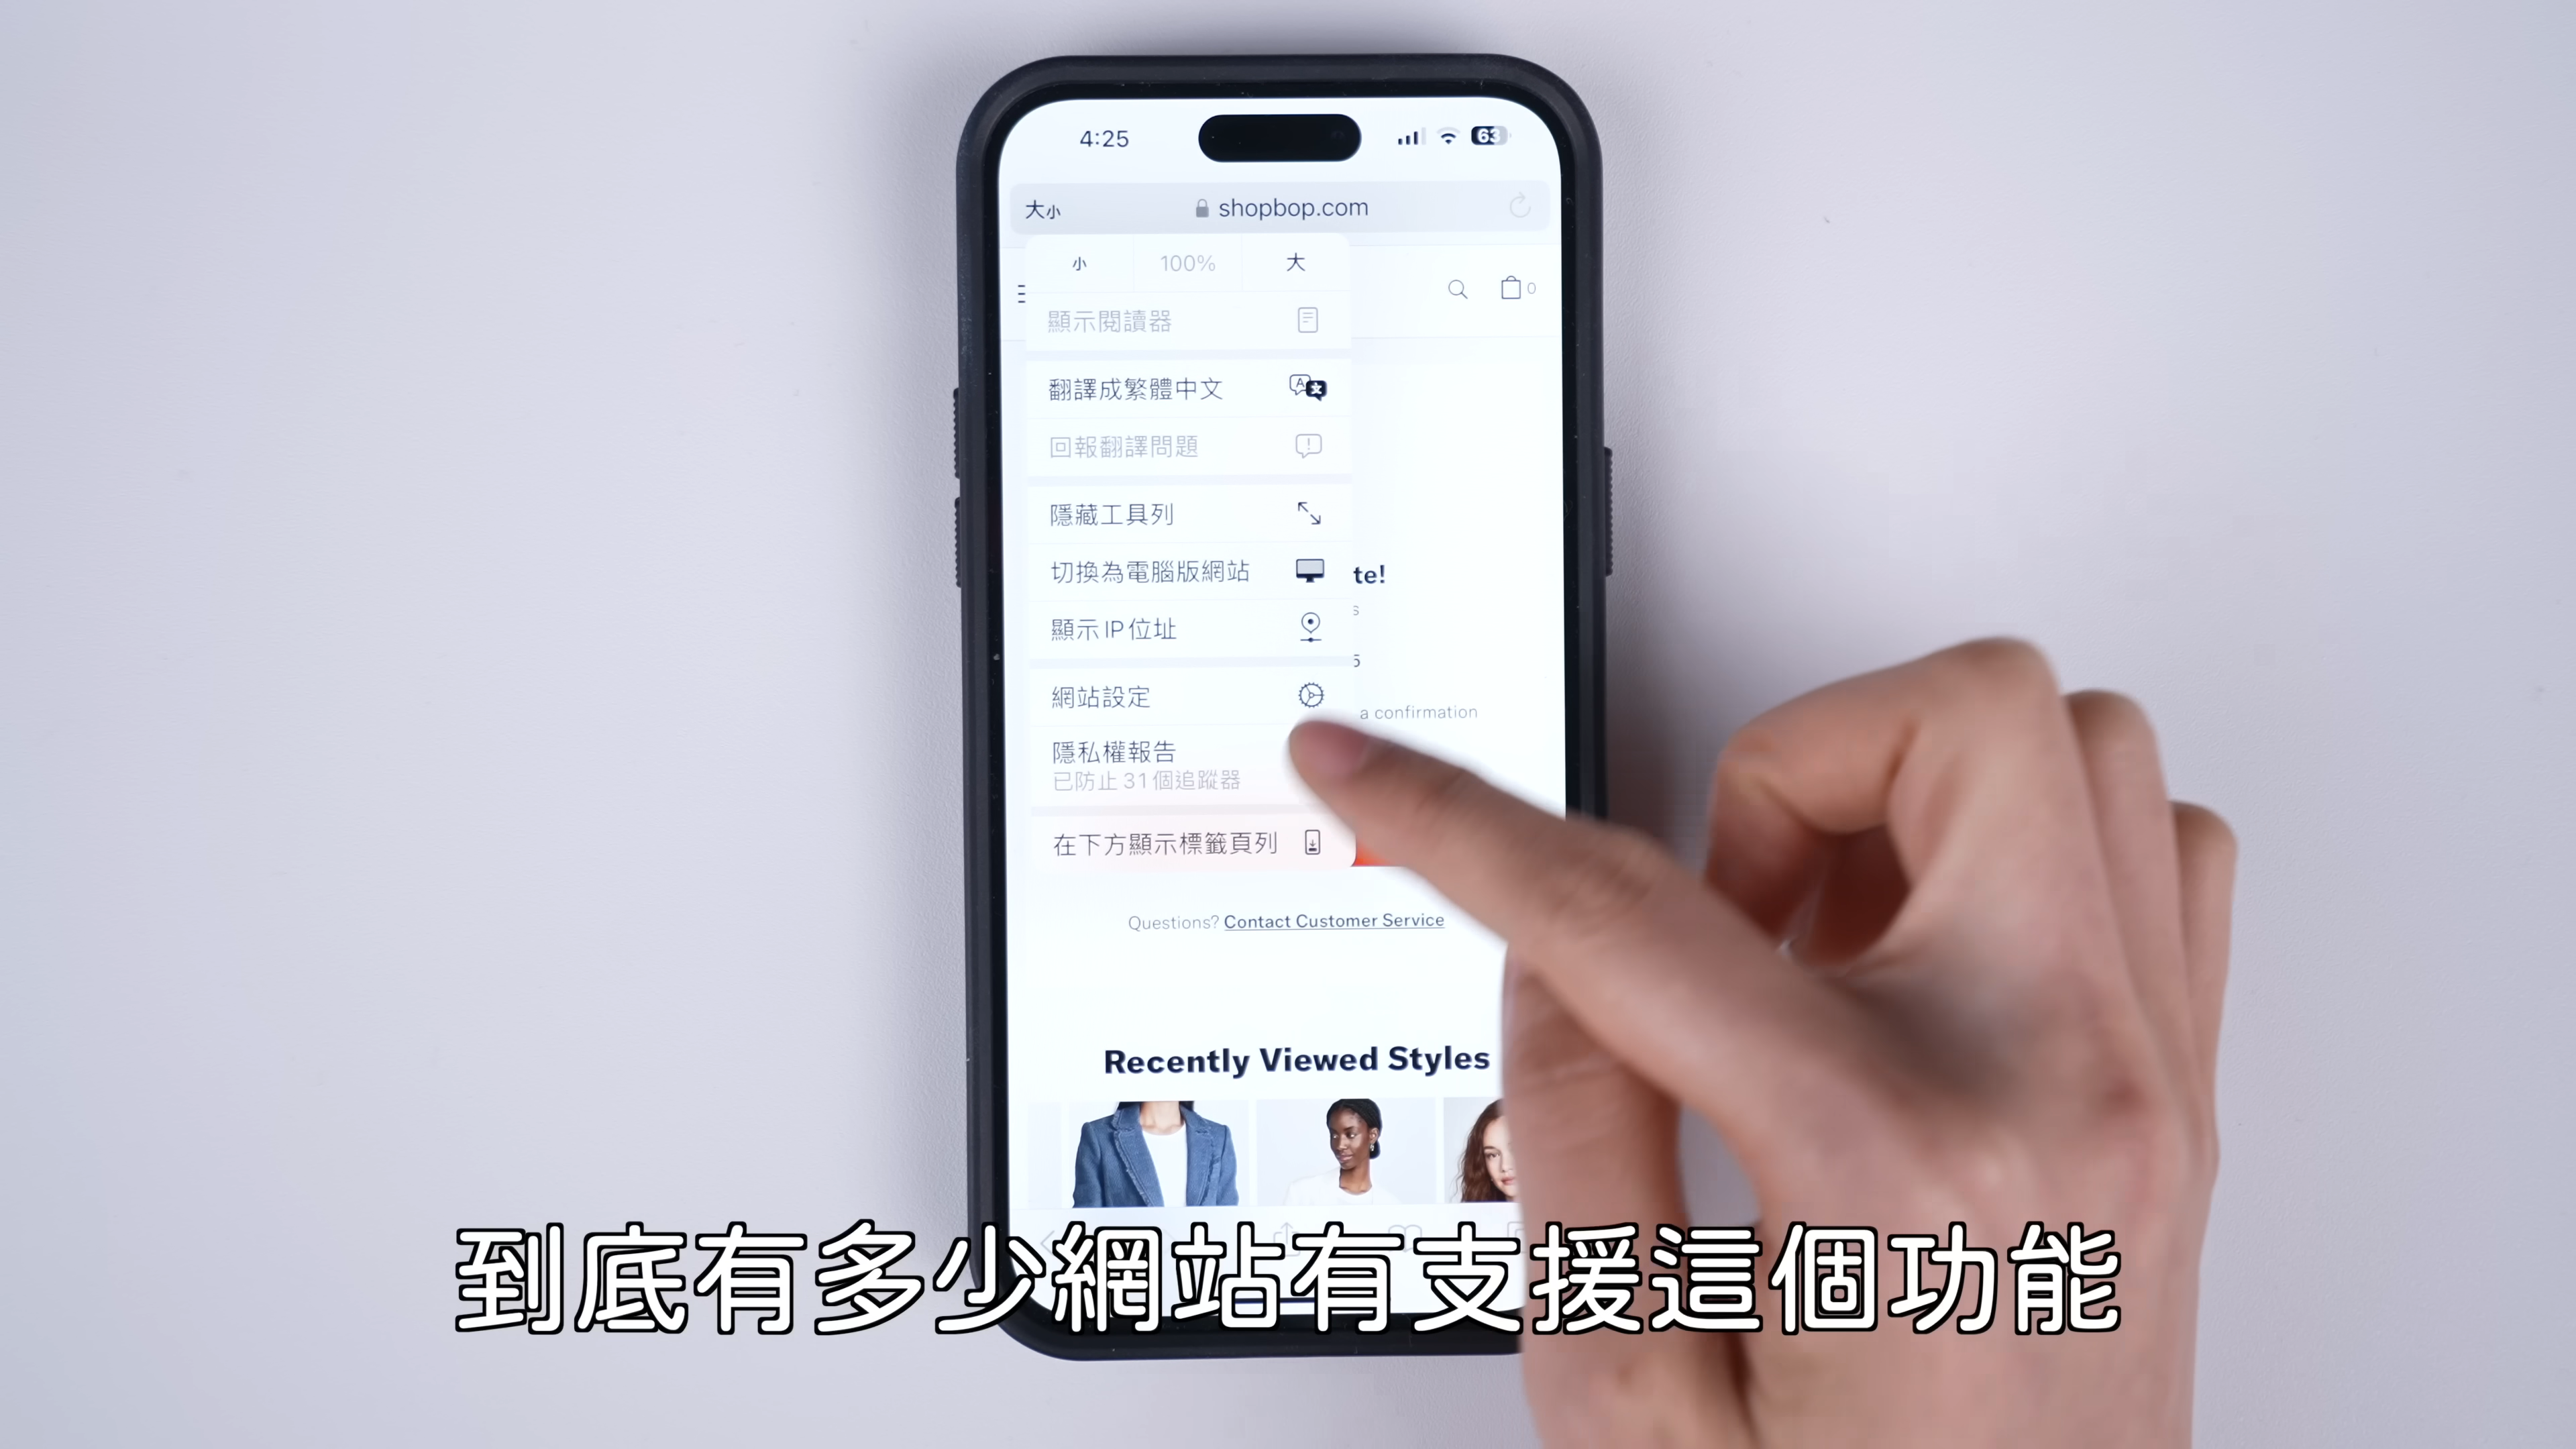 4:25
63
大小
shopbop.com
小
100%
大
0
顯示閱讀器
翻譯成繁體中文
回報翻譯問題
隱藏工具列
切換為電腦版網站
te!
s
顯示 IP 位址
5
網站設定
a confirmation
隱私權報告
已防止 31 個追蹤器
在下方顯示標籤頁列
Questions? Contact Customer Service
Recently Viewed Styles
到底有多少網站有支援這個功能